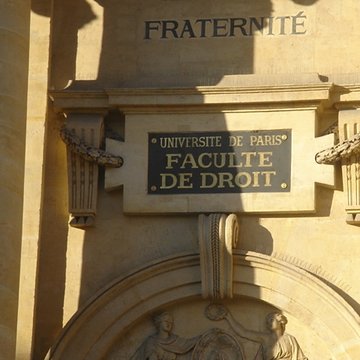 FRATERNITÉ
UNIVERSITE DE PARIS
FACULTE
DE DROIT